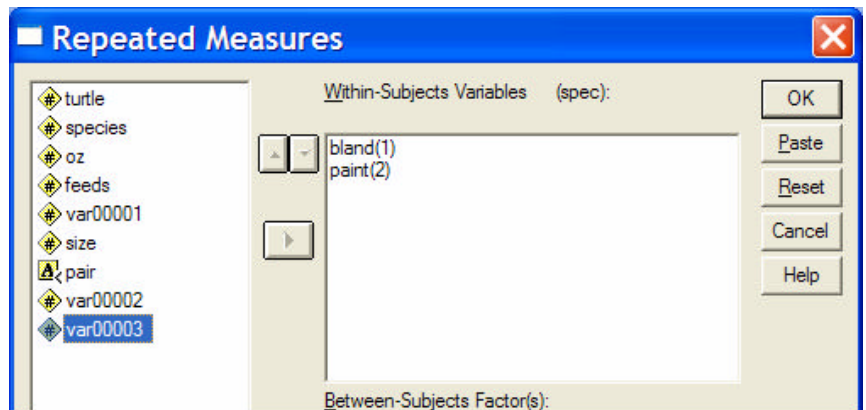 Repeated Measures
turtle
species
oz
feeds
var00001
size
pair
var00002
var00003
Within-Subjects Variables (spec):
bland(1)
paint(2)
Between-Subjects Factor(s):
OK
Paste
Reset
Cancel
Help